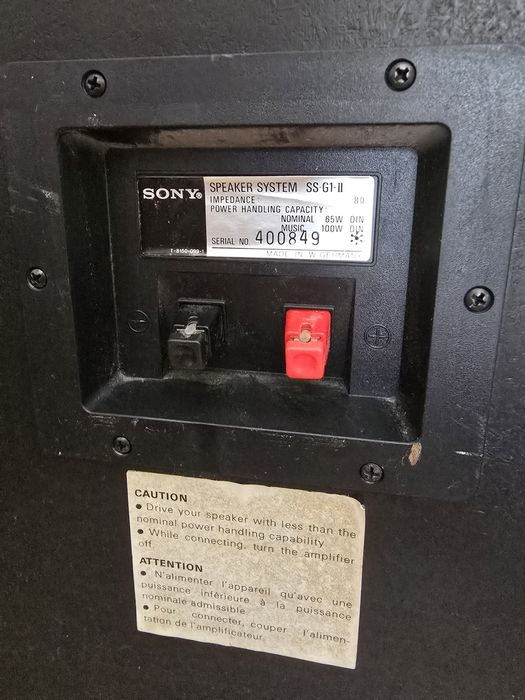 SONY®
SPEAKER SYSTEM SS-G1-II
IMPEDANCE: 8Ω
POWER HANDLING CAPACITY:
NOMINAL 65W DIN
MUSIC 100W DIN
SERIAL NO. 400849
T-8150-099-1
MADE IN W.GERMANY
CAUTION
● Drive your speaker with less than the
nominal power handling capability.
● While connecting, turn the amplifier
off.
ATTENTION
● N'alimenter l'appareil qu'avec une
puissance inférieure à la puissance
nominale admissible.
● Pour connecter, couper l'alimen-
tation de l'amplificateur.